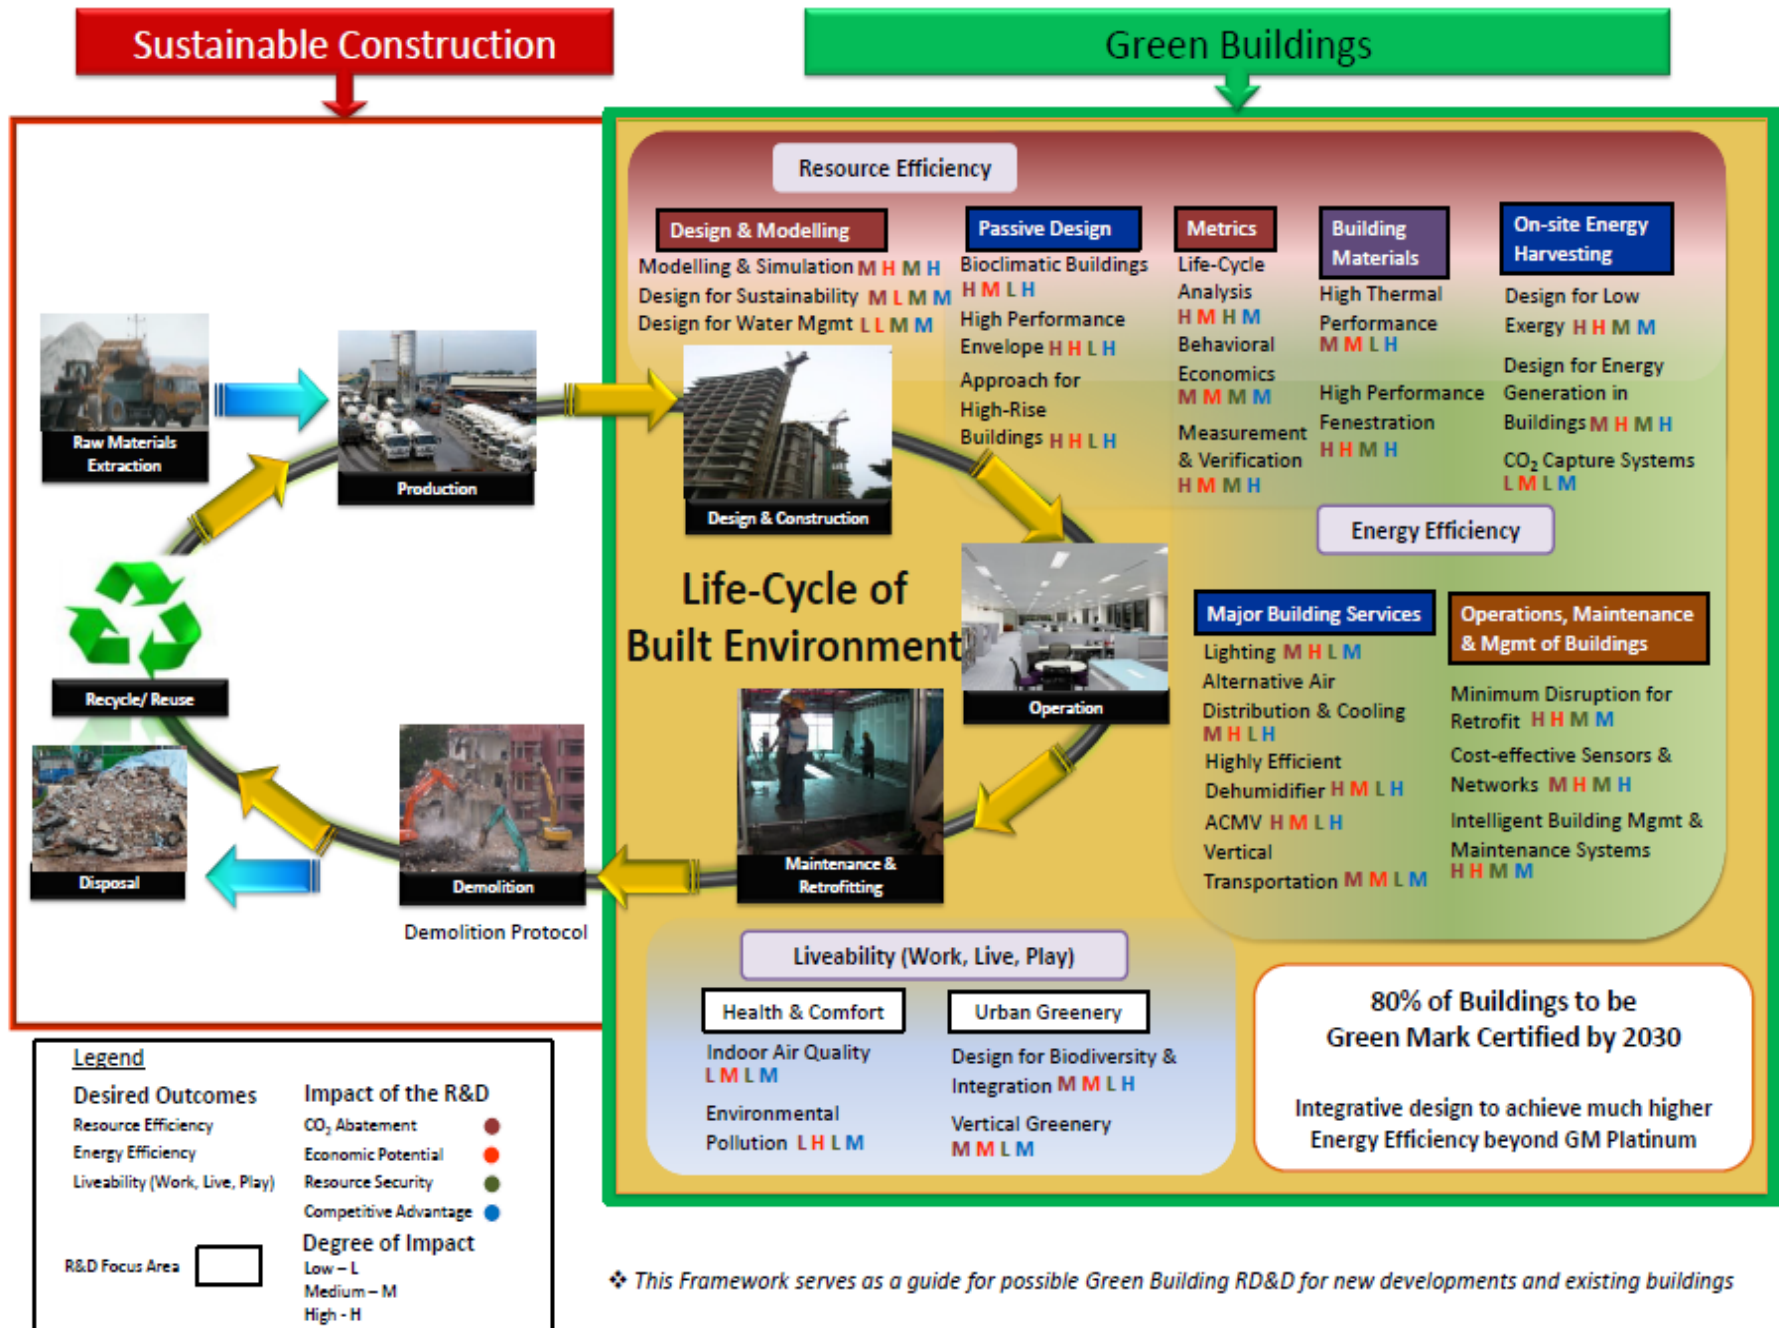 Sustainable Construction
Green Buildings
Resource Efficiency
Design & Modelling
Modelling & Simulation M H M H
Design for Sustainability M L M M
Design for Water Mgmt L L M M
Passive Design
Bioclimatic Buildings
H M L H
High Performance
Envelope H H L H
Approach for
High-Rise
Buildings H H L H
Metrics
Life-Cycle
Analysis
H M H M
Behavioral
Economics
M M M M
Measurement
& Verification
H M M H
Building
Materials
High Thermal
Performance
M M L H
High Performance
Fenestration
H H M H
On-site Energy
Harvesting
Design for Low
Exergy H H M M
Design for Energy
Generation in
Buildings M H M H
CO2 Capture Systems
L M L M
Raw Materials
Extraction
Production
Design & Construction
Energy Efficiency
Life-Cycle of
Built Environment
Operation
Major Building Services
Lighting M H L M
Alternative Air
Distribution & Cooling
M H L H
Highly Efficient
Dehumidifier H M L H
ACMV H M L H
Vertical
Transportation M M L M
Operations, Maintenance
& Mgmt of Buildings
Minimum Disruption for
Retrofit H H M M
Cost-effective Sensors &
Networks M H M H
Intelligent Building Mgmt &
Maintenance Systems
H H M M
Recycle/ Reuse
Disposal
Demolition
Demolition Protocol
Maintenance &
Retrofitting
Liveability (Work, Live, Play)
Health & Comfort
Indoor Air Quality
L M L M
Environmental
Pollution L H L M
Urban Greenery
Design for Biodiversity &
Integration M M L H
Vertical Greenery
M M L M
80% of Buildings to be
Green Mark Certified by 2030
Integrative design to achieve much higher
Energy Efficiency beyond GM Platinum
Legend
Desired Outcomes
Resource Efficiency
Energy Efficiency
Liveability (Work, Live, Play)
R&D Focus Area
Impact of the R&D
CO2 Abatement
Economic Potential
Resource Security
Competitive Advantage
Degree of Impact
Low – L
Medium – M
High - H
❖ This Framework serves as a guide for possible Green Building RD&D for new developments and existing buildings